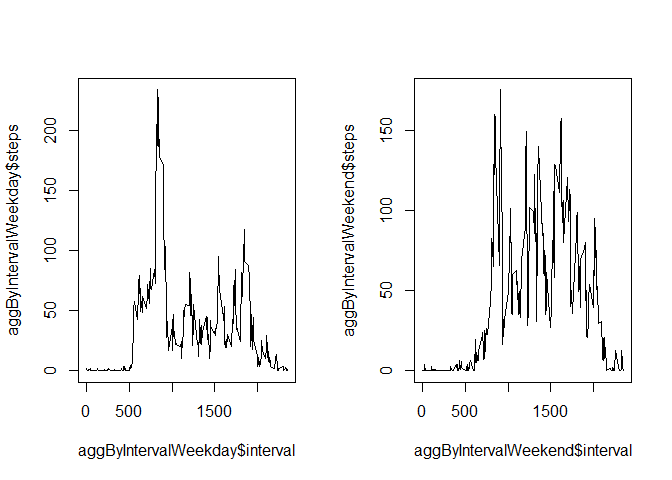 aggByIntervalWeekday$steps
200
150
100
50
0
0 500 1500
aggByIntervalWeekday$interval
aggByIntervalWeekend$steps
150
100
50
0
0 500 1500
aggByIntervalWeekend$interval